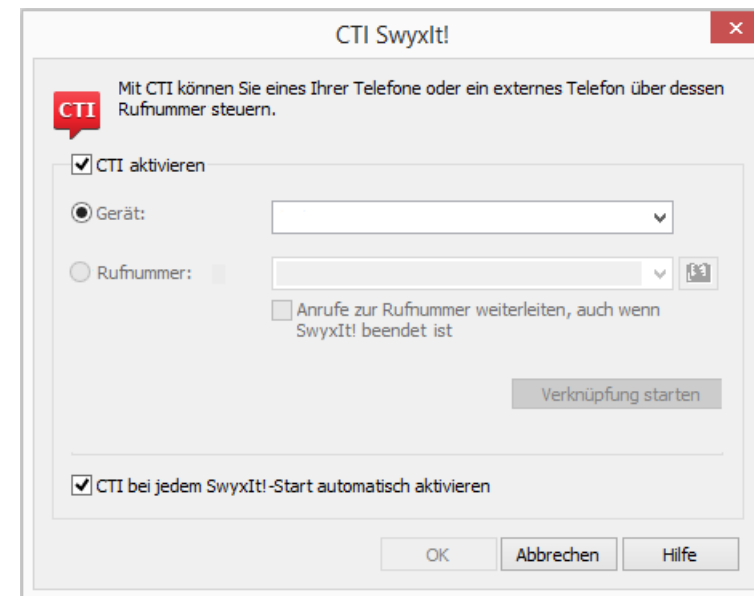 CTI SwyxIt!
CTI
Mit CTI können Sie eines Ihrer Telefone oder ein externes Telefon über dessen
Rufnummer steuern.
CTI aktivieren
Gerät:
Rufnummer:
Anrufe zur Rufnummer weiterleiten, auch wenn
SwyxIt! beendet ist
Verknüpfung starten
CTI bei jedem SwyxIt!-Start automatisch aktivieren
OK
Abbrechen
Hilfe